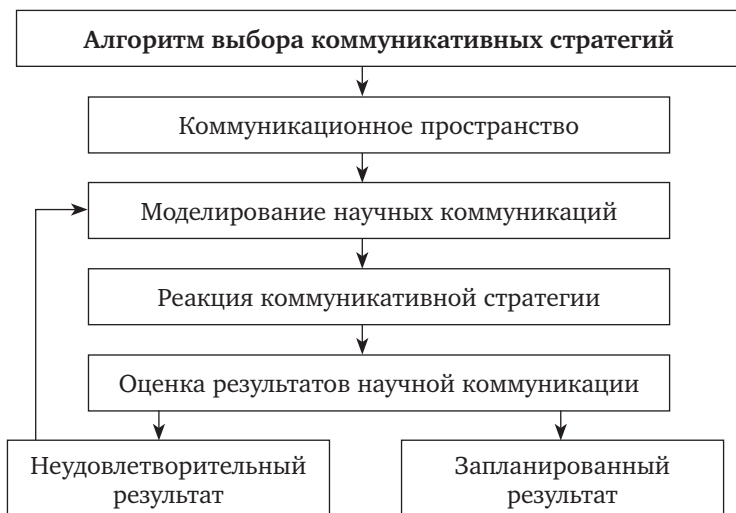 Алгоритм выбора коммуникативных стратегий
Коммуникационное пространство
Моделирование научных коммуникаций
Реакция коммуникативной стратегии
Оценка результатов научной коммуникации
Неудовлетворительный
результат
Запланированный
результат